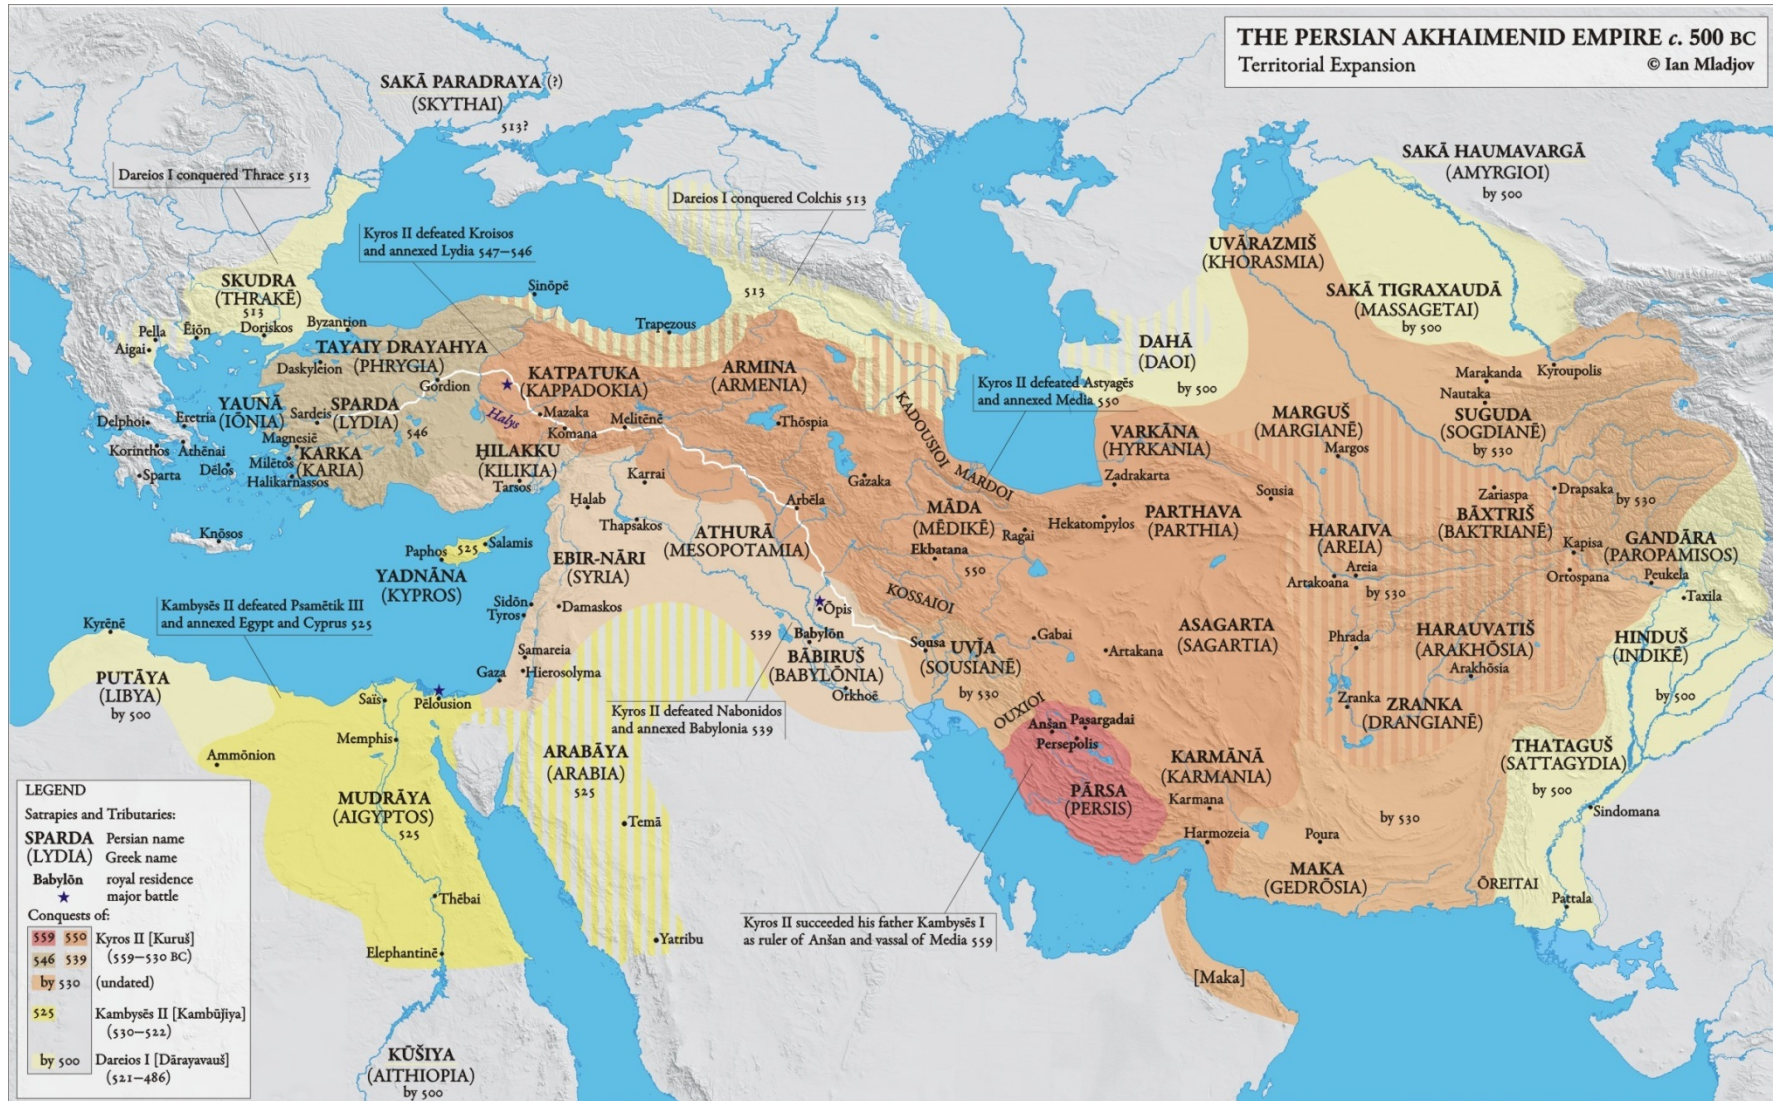 THE PERSIAN AKHAIMENID EMPIRE c. 500 BC
Territorial Expansion
© Ian Mladjov
SAKĀ PARADRAYA (?)
(SKYTHAI)
513?
Dareios I conquered Thrace 513
Dareios I conquered Colchis 513
Kyros II defeated Kroisos
and annexed Lydia 547–546
SAKĀ HAUMAVARGĀ
(AMYRGIOI)
by 500
UVĀRAZMIŠ
(KHORASMIA)
SAKĀ TIGRAXAUDĀ
(MASSAGETAI)
by 500
SKUDRA
(THRAKĒ)
513
Doriskos
Byzantion
Pella
Ēiōn
Aigai
Sinōpē
Trapezous
513
DAHĀ
(DAOI)
by 500
TAYAIY DRAYAHYA
(PHRYGIA)
Daskyleion
Gordion
KATPATUKA
(KAPPADOKIA)
Halys
Mazaka
Komana
Melitēnē
ARMINA
(ARMENIA)
Thōspia
Kyros II defeated Astyagēs
and annexed Media 550
KADOUSIOI
MARDOI
Marakanda
Kyroupolis
Nautaka
SUGUDA
(SOGDIANĒ)
by 530
MARGUŠ
(MARGIANĒ)
Margos
VARKĀNA
(HYRKANIA)
Zadrakarta
YAUNĀ
(IŌNIA)
SPARDA
(LYDIA)
Sardeis
546
Delphoi
Eretria
Korinthos
Athēnai
Sparta
Dēlos
Magnesiē
Milētos
Halikarnassos
KARKA
(KARIA)
ḪILAKKU
(KILIKIA)
Tarsos
Karrai
Halab
Thapsakos
Arbēla
Gazaka
MĀDA
(MĒDIKĒ)
Ekbatana
550
Ragai
Hekatompylos
PARTHAVA
(PARTHIA)
Sousia
Zariaspa
Drapsaka
by 530
BĀXTRIŠ
(BAKTRIANĒ)
HARAIVA
(AREIA)
Areia
Artakoana
by 530
Kapisa
Ortospana
GANDĀRA
(PAROPAMISOS)
Peukela
Taxila
Knōsos
Paphos
525
Salamis
YADNĀNA
(KYPROS)
EBIR-NĀRI
(SYRIA)
ATHURĀ
(MESOPOTAMIA)
KOSSAIOI
Kambysēs II defeated Psamētik III
and annexed Egypt and Cyprus 525
Sidōn
Tyros
Damaskos
Samareia
Hierosolyma
Gaza
Ōpis
539
Babylōn
BĀBIRUŠ
(BABYLŌNIA)
Orkhoē
Sousa
UVJA
(SOUSIANĒ)
by 530
OUXIOI
Gabai
Artakana
ASAGARTA
(SAGARTIA)
Phrada
HARAUVATIŠ
(ARAKHŌSIA)
Arakhōsia
HINDUŠ
(INDIKĒ)
by 500
Zranka
ZRANKA
(DRANGIANĒ)
Kyrēnē
PUTĀYA
(LIBYA)
by 500
Ammōnion
Saïs
Pēlousion
Memphis
Kyros II defeated Nabonidos
and annexed Babylonia 539
ARABĀYA
(ARABIA)
525
Temā
Yatribu
MUDRĀYA
(AIGYPTOS)
525
Thēbai
Elephantinē
KŪŠIYA
(AITHIOPIA)
by 500
Anšan
Pasargadai
Persepolis
PĀRSA
(PERSIS)
KARMĀNĀ
(KARMANIA)
Karmana
Harmozeia
Poura
by 530
MAKA
(GEDRŌSIA)
THATAGUŠ
(SATTAGYDIA)
by 500
Sindomana
ŌREITAI
Pattala
Kyros II succeeded his father Kambysēs I
as ruler of Anšan and vassal of Media 559
[Maka]
LEGEND
Satrapies and Tributaries:
SPARDA Persian name
(LYDIA) Greek name
Babylōn royal residence
major battle
Conquests of:
559 550 Kyros II [Kuruš]
546 539 (559–530 BC)
by 530 (undated)
525 Kambysēs II [Kambūjiya]
(530–522)
by 500 Dareios I [Dārayavauš]
(521–486)